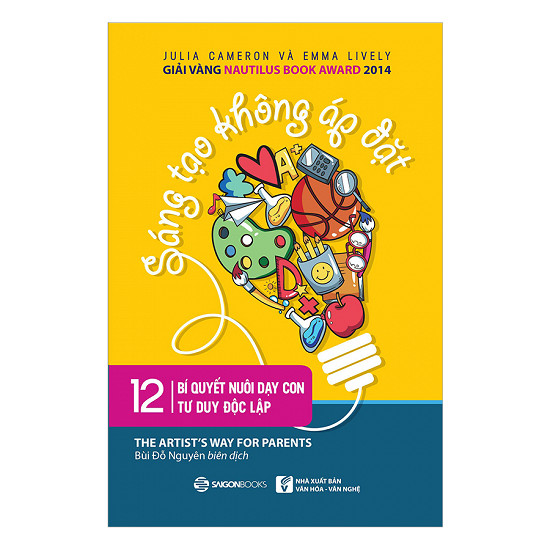 JULIA CAMERON VÀ EMMA LIVELY
GIẢI VÀNG NAUTILUS BOOK AWARD 2014
Sáng tạo không áp đặt
A+
12 BÍ QUYẾT NUÔI DẠY CON
TƯ DUY ĐỘC LẬP
THE ARTIST'S WAY FOR PARENTS
Bùi Đỗ Nguyên biên dịch
SAIGONBOOKS
NHÀ XUẤT BẢN
VĂN HÓA - VĂN NGHỆ